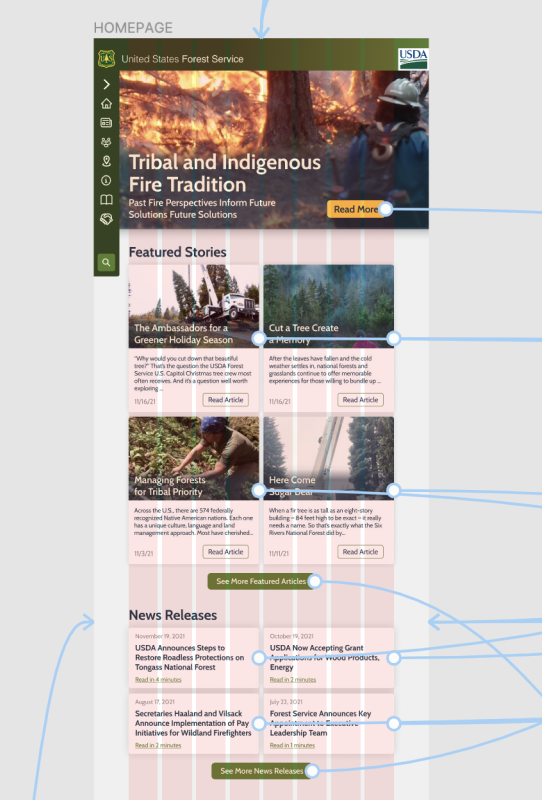 HOMEPAGE
United States Forest Service
USDA
Tribal and Indigenous
Fire Tradition
Past Fire Perspectives Inform Future
Solutions Future Solutions
Read More
Featured Stories
The Ambassadors for a
Greener Holiday Season
"Why would you cut down that beautiful
tree?" That's the question the USDA Forest
Service U.S. Capitol Christmas tree crew most
often receives. And it's a question well worth
exploring ...
11/16/21
Read Article
Cut a Tree Create
a Memory
After the leaves have fallen and the cold
weather settles in, national forests and
grasslands continue to offer memorable
experiences for those willing to bundle up ...
11/16/21
Read Article
Managing Forests
for Tribal Priority
Across the U.S., there are 574 federally
recognized Native American nations. Each one
has a unique culture, language and land
management approach. Most have cherished...
11/3/21
Read Article
Here Come
Sugar Bear
When a fir tree is as tall as an eight-story
building – 84 feet high to be exact – it really
needs a name. So that's exactly what the Six
Rivers National Forest did by...
11/11/21
Read Article
See More Featured Articles
News Releases
November 19, 2021
USDA Announces Steps to
Restore Roadless Protections on
Tongass National Forest
Read in 4 minutes
October 19, 2021
USDA Now Accepting Grant
Applications for Wood Products,
Energy
Read in 2 minutes
August 17, 2021
Secretaries Haaland and Vilsack
Announce Implementation of Pay
Initiatives for Wildland Firefighters
Read in 2 minutes
July 22, 2021
Forest Service Announces Key
Appointment to Executive
Leadership Team
Read in 1 minutes
See More News Releases